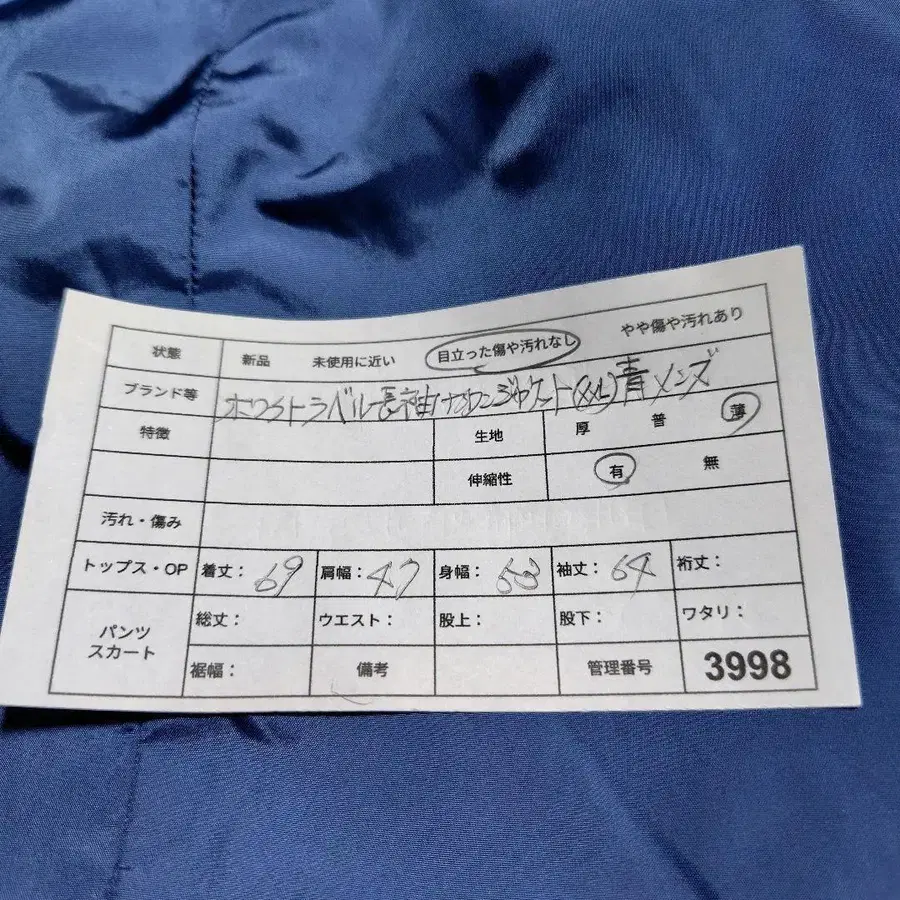 状態 新品 未使用に近い 目立った傷や汚れなし やや傷や汚れあり
ブランド等 ホワイトラベル長袖ナイロンジャケット(XXL)青メンズ
特徴 生地 厚 普 薄
伸縮性 有 無
汚れ・傷み
トップス・OP 着丈：69 肩幅：47 身幅： 袖丈：64 裄丈：
パンツ スカート 総丈： ウエスト： 股上： 股下： ワタリ：
裾幅： 備考 管理番号 3998